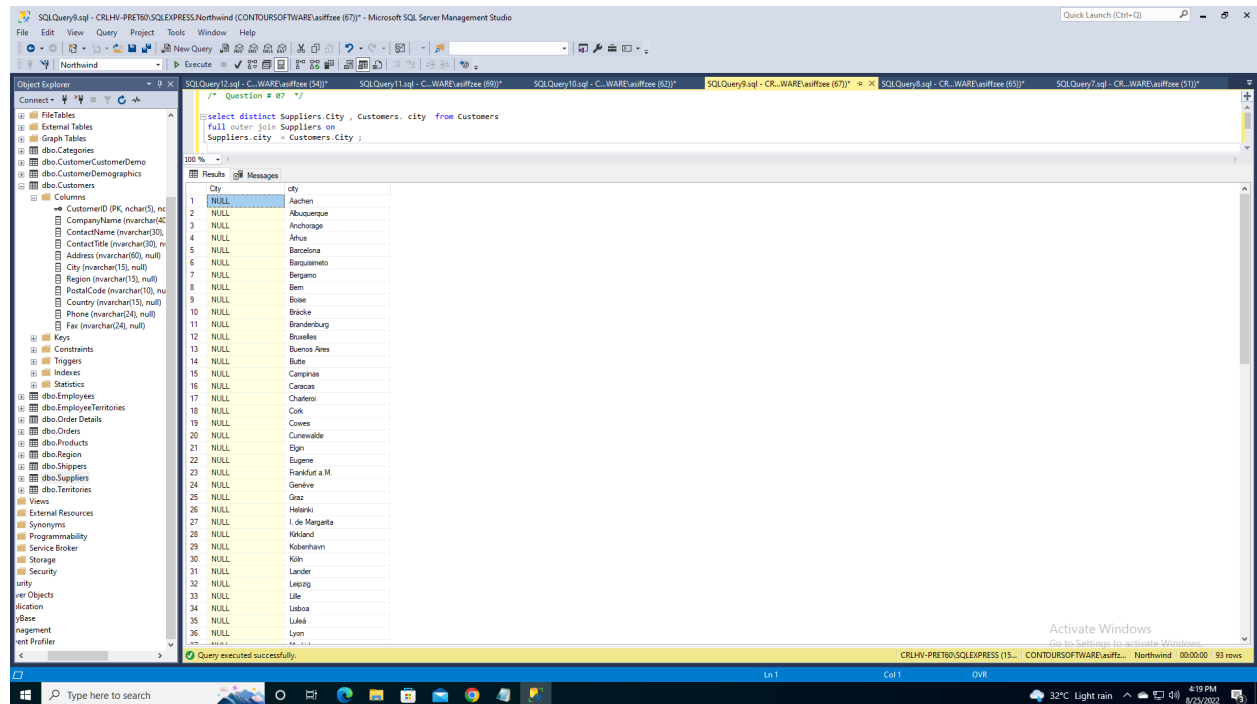 SQLQuery9.sql - CRLHV-PRET60\SQLEXPRESS.Northwind (CONTOURSOFTWARE\asiffzee (67))* - Microsoft SQL Server Management Studio
Quick Launch (Ctrl+Q)
File Edit View Query Project Tools Window Help
New Query
Northwind
Execute
Object Explorer
Connect
FileTables
External Tables
Graph Tables
dbo.Categories
dbo.CustomerCustomerDemo
dbo.CustomerDemographics
dbo.Customers
Columns
CustomerID (PK, nchar(5), nc
CompanyName (nvarchar(40
ContactName (nvarchar(30),
ContactTitle (nvarchar(30), nu
Address (nvarchar(60), null)
City (nvarchar(15), null)
Region (nvarchar(15), null)
PostalCode (nvarchar(10), nu
Country (nvarchar(15), null)
Phone (nvarchar(24), null)
Fax (nvarchar(24), null)
Keys
Constraints
Triggers
Indexes
Statistics
dbo.Employees
dbo.EmployeeTerritories
dbo.Order Details
dbo.Orders
dbo.Products
dbo.Region
dbo.Shippers
dbo.Suppliers
dbo.Territories
Views
External Resources
Synonyms
Programmability
Service Broker
Storage
Security
urity
ver Objects
olication
yBase
nagement
ent Profiler
SQLQuery12.sql - C...WARE\asiffzee (54))* SQLQuery11.sql - C...WARE\asiffzee (69))* SQLQuery10.sql - C...WARE\asiffzee (62))* SQLQuery9.sql - CR...WARE\asiffzee (67))* SQLQuery8.sql - CR...WARE\asiffzee (65))* SQLQuery7.sql - CR...WARE\asiffzee (51))*
/* Question # 07 */
select distinct Suppliers.City , Customers. city from Customers
full outer join Suppliers on
Suppliers.city = Customers.City ;
100 %
Results Messages
City city
1 NULL Aachen
2 NULL Albuquerque
3 NULL Anchorage
4 NULL Århus
5 NULL Barcelona
6 NULL Barquisimeto
7 NULL Bergamo
8 NULL Bern
9 NULL Boise
10 NULL Bräcke
11 NULL Brandenburg
12 NULL Bruxelles
13 NULL Buenos Aires
14 NULL Butte
15 NULL Campinas
16 NULL Caracas
17 NULL Charleroi
18 NULL Cork
19 NULL Cowes
20 NULL Cunewalde
21 NULL Elgin
22 NULL Eugene
23 NULL Frankfurt a.M.
24 NULL Genève
25 NULL Graz
26 NULL Helsinki
27 NULL I. de Margarita
28 NULL Kirkland
29 NULL Kobenhavn
30 NULL Köln
31 NULL Lander
32 NULL Leipzig
33 NULL Lille
34 NULL Lisboa
35 NULL Luleå
36 NULL Lyon
Activate Windows
Go to Settings to activate Windows.
Query executed successfully.
CRLHV-PRET60\SQLEXPRESS (15... CONTOURSOFTWARE\asiffz... Northwind 00:00:00 93 rows
Ln 1 Col 1 OVR
Type here to search
32°C Light rain
4:19 PM
8/25/2022
3